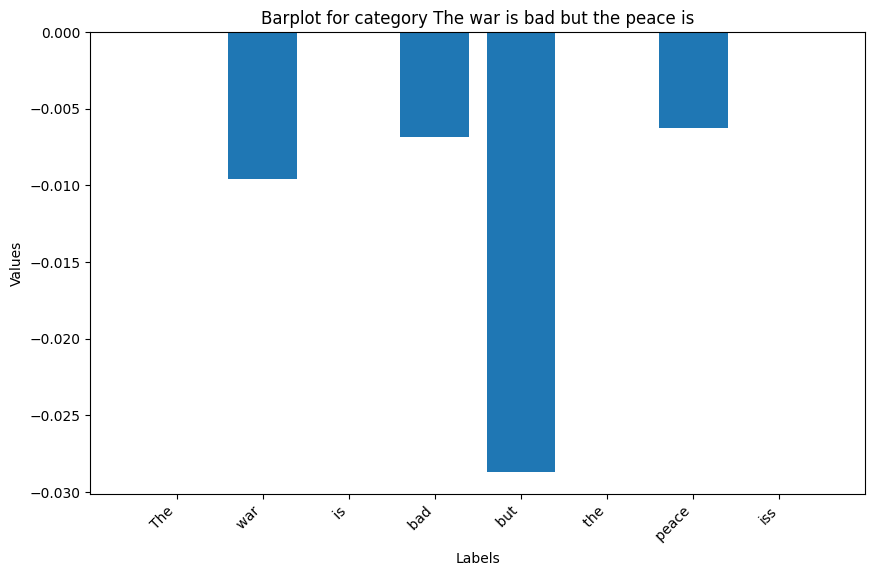 Barplot for category The war is bad but the peace is
0.000
−0.005
−0.010
−0.015
−0.020
−0.025
−0.030
Values
The
war
is
bad
but
the
peace
iss
Labels